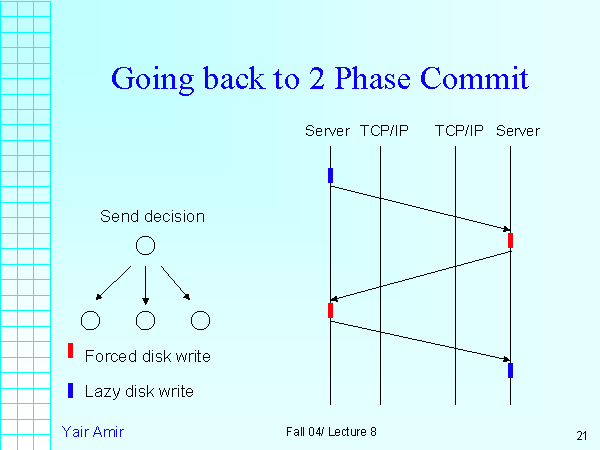 Going back to 2 Phase Commit
Server TCP/IP TCP/IP Server
Send decision
Forced disk write
Lazy disk write
Yair Amir Fall 04/ Lecture 8 21